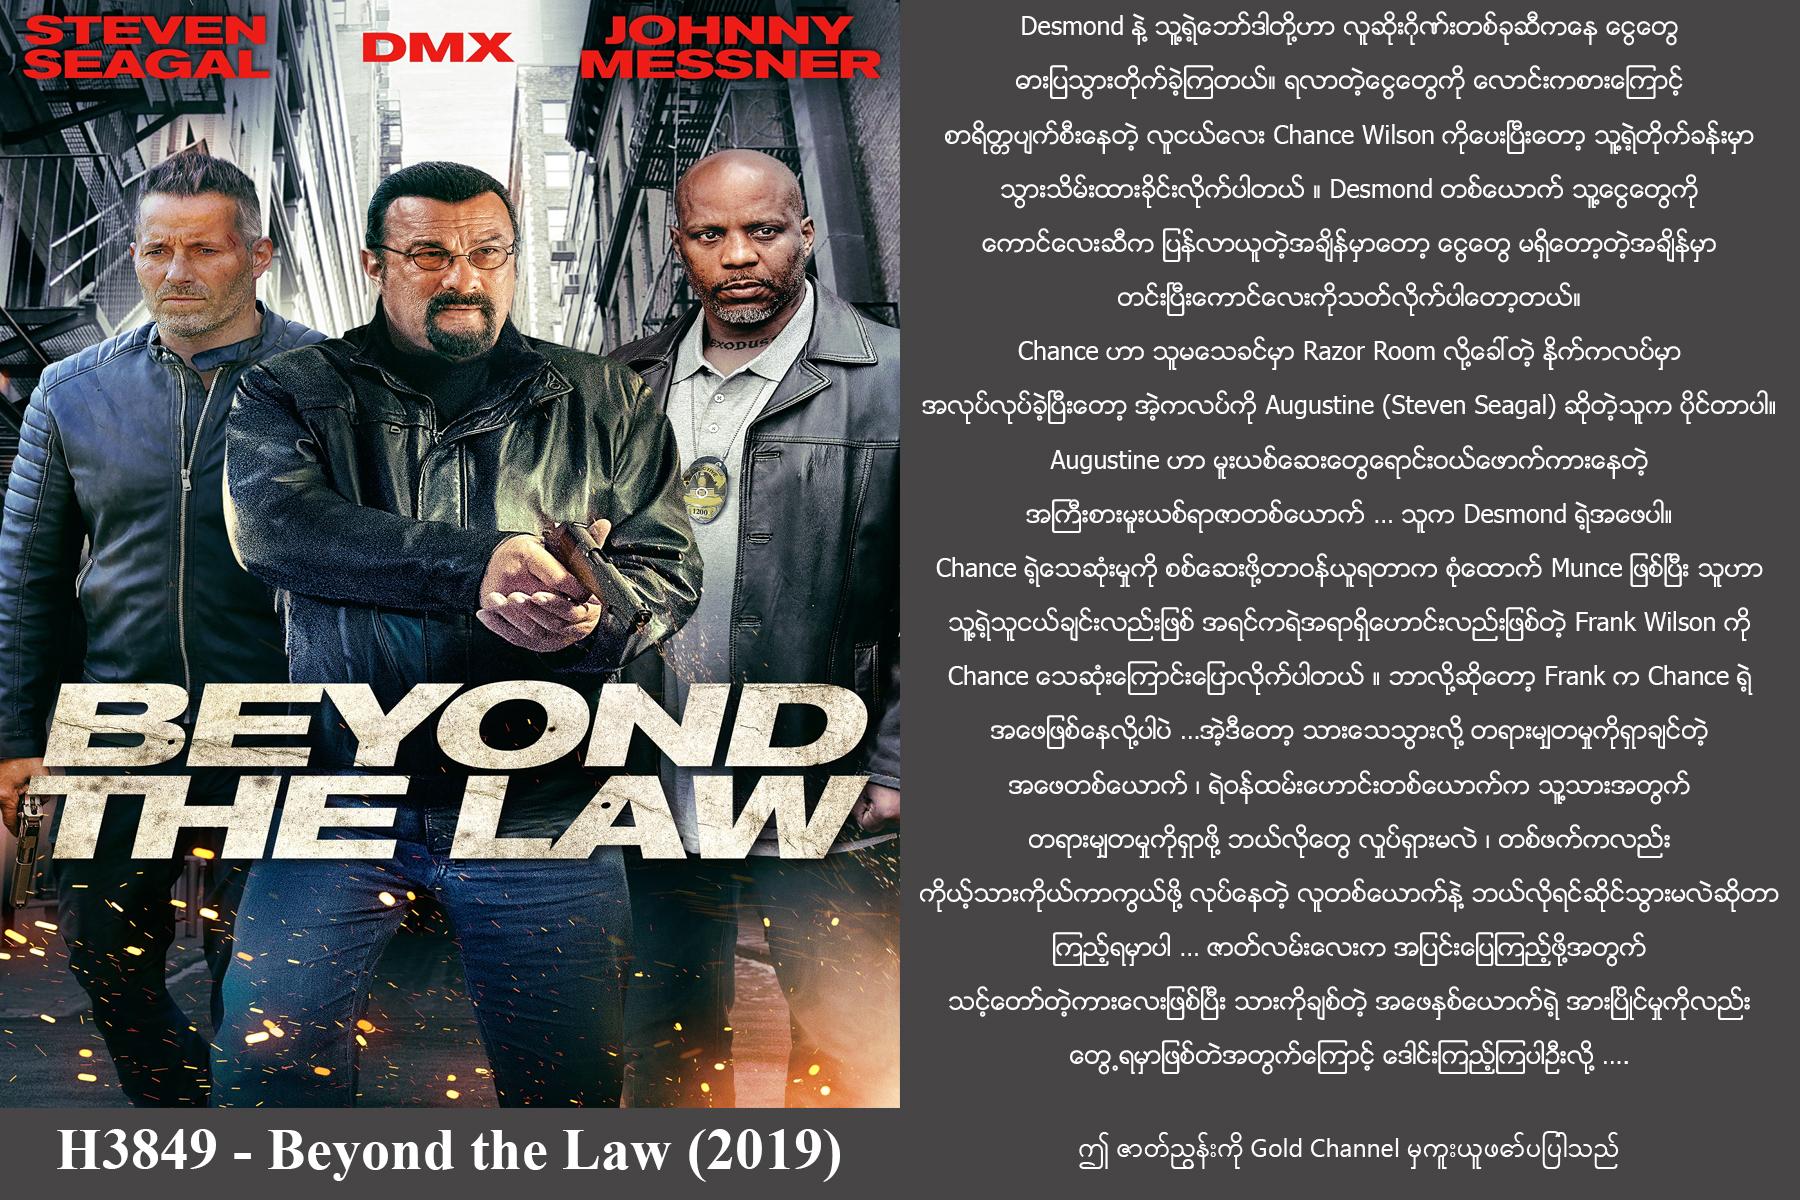 STEVEN SEAGAL
DMX
JOHNNY MESSNER
EXODUS
1200
BEYOND
THE LAW
H3849 - Beyond the Law (2019)
Desmond နဲ့ သူ့ရဲ့ဘော်ဒါတို့ဟာ လူဆိုးဂိုဏ်းတစ်ခုဆီကနေ ငွေတွေ
ဓားပြသွားတိုက်ခဲ့ကြတယ်။ ရလာတဲ့ငွေတွေကို လောင်းကစားကြောင့်
စာရိတ္တပျက်စီးနေတဲ့ လူငယ်လေး Chance Wilson ကိုပေးပြီးတော့ သူ့ရဲ့တိုက်ခန်းမှာ
သွားသိမ်းထားခိုင်းလိုက်ပါတယ် ။ Desmond တစ်ယောက် သူ့ငွေတွေကို
ကောင်လေးဆီက ပြန်လာယူတဲ့အချိန်မှာတော့ ငွေတွေ မရှိတော့တဲ့အချိန်မှာ
တင်းပြီးကောင်လေးကိုသတ်လိုက်ပါတော့တယ်။
Chance ဟာ သူမသေခင်မှာ Razor Room လို့ခေါ်တဲ့ နိုက်ကလပ်မှာ
အလုပ်လုပ်ခဲ့ပြီးတော့ အဲ့ကလပ်ကို Augustine (Steven Seagal) ဆိုတဲ့သူက ပိုင်တာပါ။
Augustine ဟာ မူးယစ်ဆေးတွေရောင်းဝယ်ဖောက်ကားနေတဲ့
အကြီးစားမူးယစ်ရာဇာတစ်ယောက် ... သူက Desmond ရဲ့အဖေပါ။
Chance ရဲ့သေဆုံးမှုကို စစ်ဆေးဖို့တာဝန်ယူရတာက စုံထောက် Munce ဖြစ်ပြီး သူဟာ
သူ့ရဲ့သူငယ်ချင်းလည်းဖြစ် အရင်ကရဲအရာရှိဟောင်းလည်းဖြစ်တဲ့ Frank Wilson ကို
Chance သေဆုံးကြောင်းပြောလိုက်ပါတယ် ။ ဘာလို့ဆိုတော့ Frank က Chance ရဲ့
အဖေဖြစ်နေလို့ပါပဲ ...အဲ့ဒီတော့ သားသေသွားလို့ တရားမျှတမှုကိုရှာချင်တဲ့
အဖေတစ်ယောက် ၊ ရဲဝန်ထမ်းဟောင်းတစ်ယောက်က သူ့သားအတွက်
တရားမျှတမှုကိုရှာဖို့ ဘယ်လိုတွေ လှုပ်ရှားမလဲ ၊ တစ်ဖက်ကလည်း
ကိုယ့်သားကိုယ်ကာကွယ်ဖို့ လုပ်နေတဲ့ လူတစ်ယောက်နဲ့ ဘယ်လိုရင်ဆိုင်သွားမလဲဆိုတာ
ကြည့်ရမှာပါ ... ဇာတ်လမ်းလေးက အပြင်းပြေကြည့်ဖို့အတွက်
သင့်တော်တဲ့ကားလေးဖြစ်ပြီး သားကိုချစ်တဲ့ အဖေနှစ်ယောက်ရဲ့ အားပြိုင်မှုကိုလည်း
တွေ့ရမှာဖြစ်တဲအတွက်ကြောင့် ဒေါင်းကြည့်ကြပါဦးလို့ ....
ဤ ဇာတ်ညွှန်းကို Gold Channel မှကူးယူဖော်ပပြါသည်